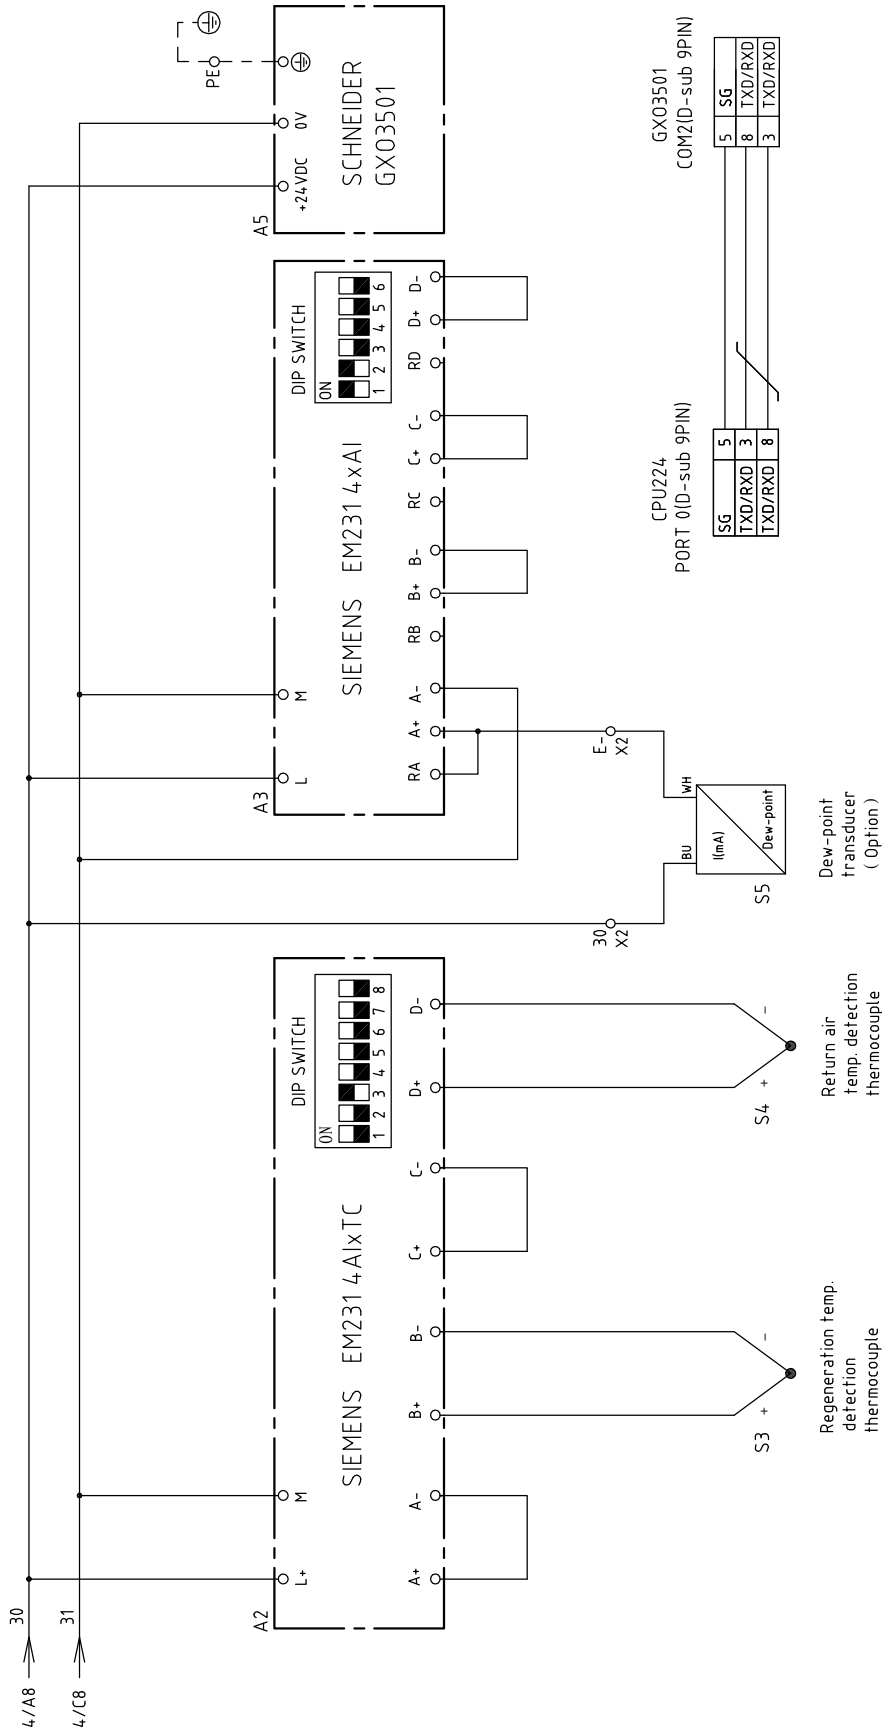 4/A8
30
4/C8
31
A2
L+
M
SIEMENS EM231 4AIxTC
DIP SWITCH
ON
1 2 3 4 5 6 7 8
A+ A- B+ B- C+ C- D+ D-
S3 + -
Regeneration temp.
detection
thermocouple
S4 + -
Return air
temp. detection
thermocouple
A3
L
M
SIEMENS EM231 4xAI
DIP SWITCH
ON
1 2 3 4 5 6
RA A+ A- RB B+ B- RC C+ C- RD D+ D-
30
X2
E-
X2
BU
WH
I(mA)
Dew-point
S5
Dew-point
transducer
( Option )
A5
+24VDC
0V
PE
SCHNEIDER
GXO3501
CPU224
PORT 0(D-sub 9PIN)
SG 5
TXD/RXD 3
TXD/RXD 8
GXO3501
COM2(D-sub 9PIN)
5 SG
8 TXD/RXD
3 TXD/RXD